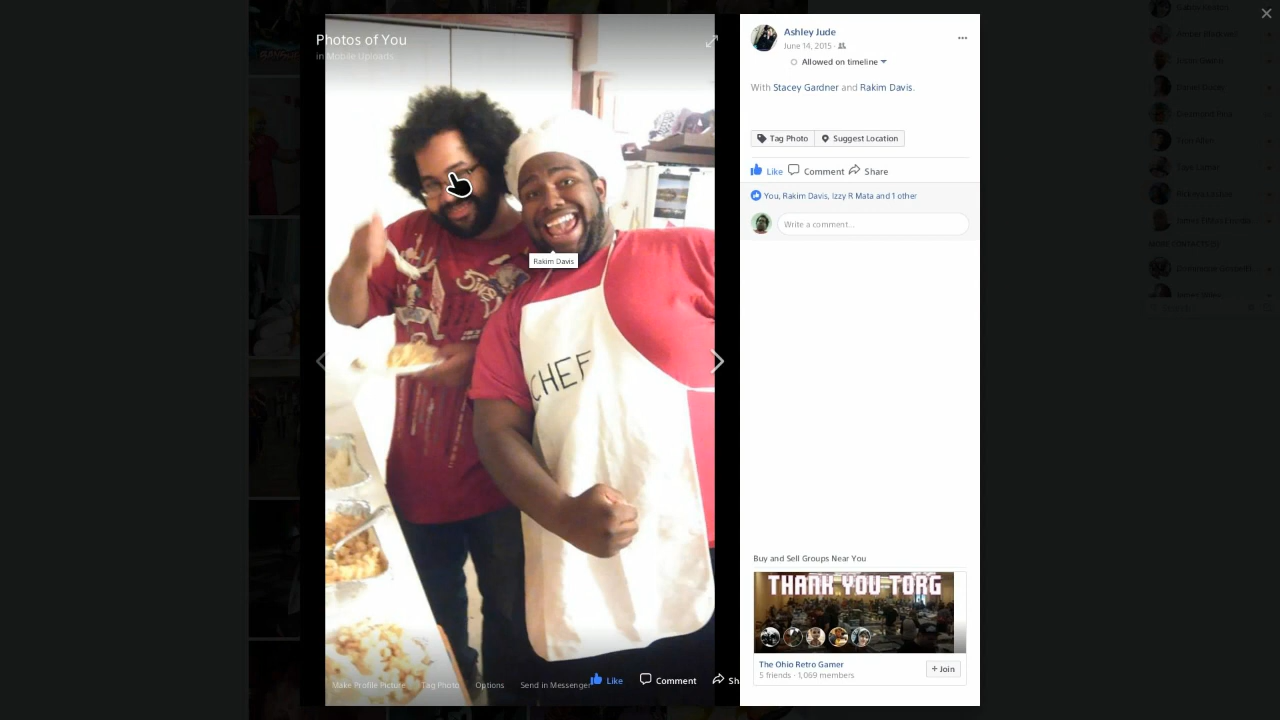 Photos of You
in Mobile Uploads
Ashley Jude
June 14, 2015 ·
Allowed on timeline
With Stacey Gardner and Rakim Davis.
Tag Photo
Suggest Location
Like Comment Share
You, Rakim Davis, Izzy R Mata and 1 other
Write a comment...
Rakim Davis
CHEF
Buy and Sell Groups Near You
THANK YOU TORG
The Ohio Retro Gamer
5 friends · 1,069 members
+ Join
Make Profile Picture Tag Photo Options Send in Messenger
Like Comment Sh